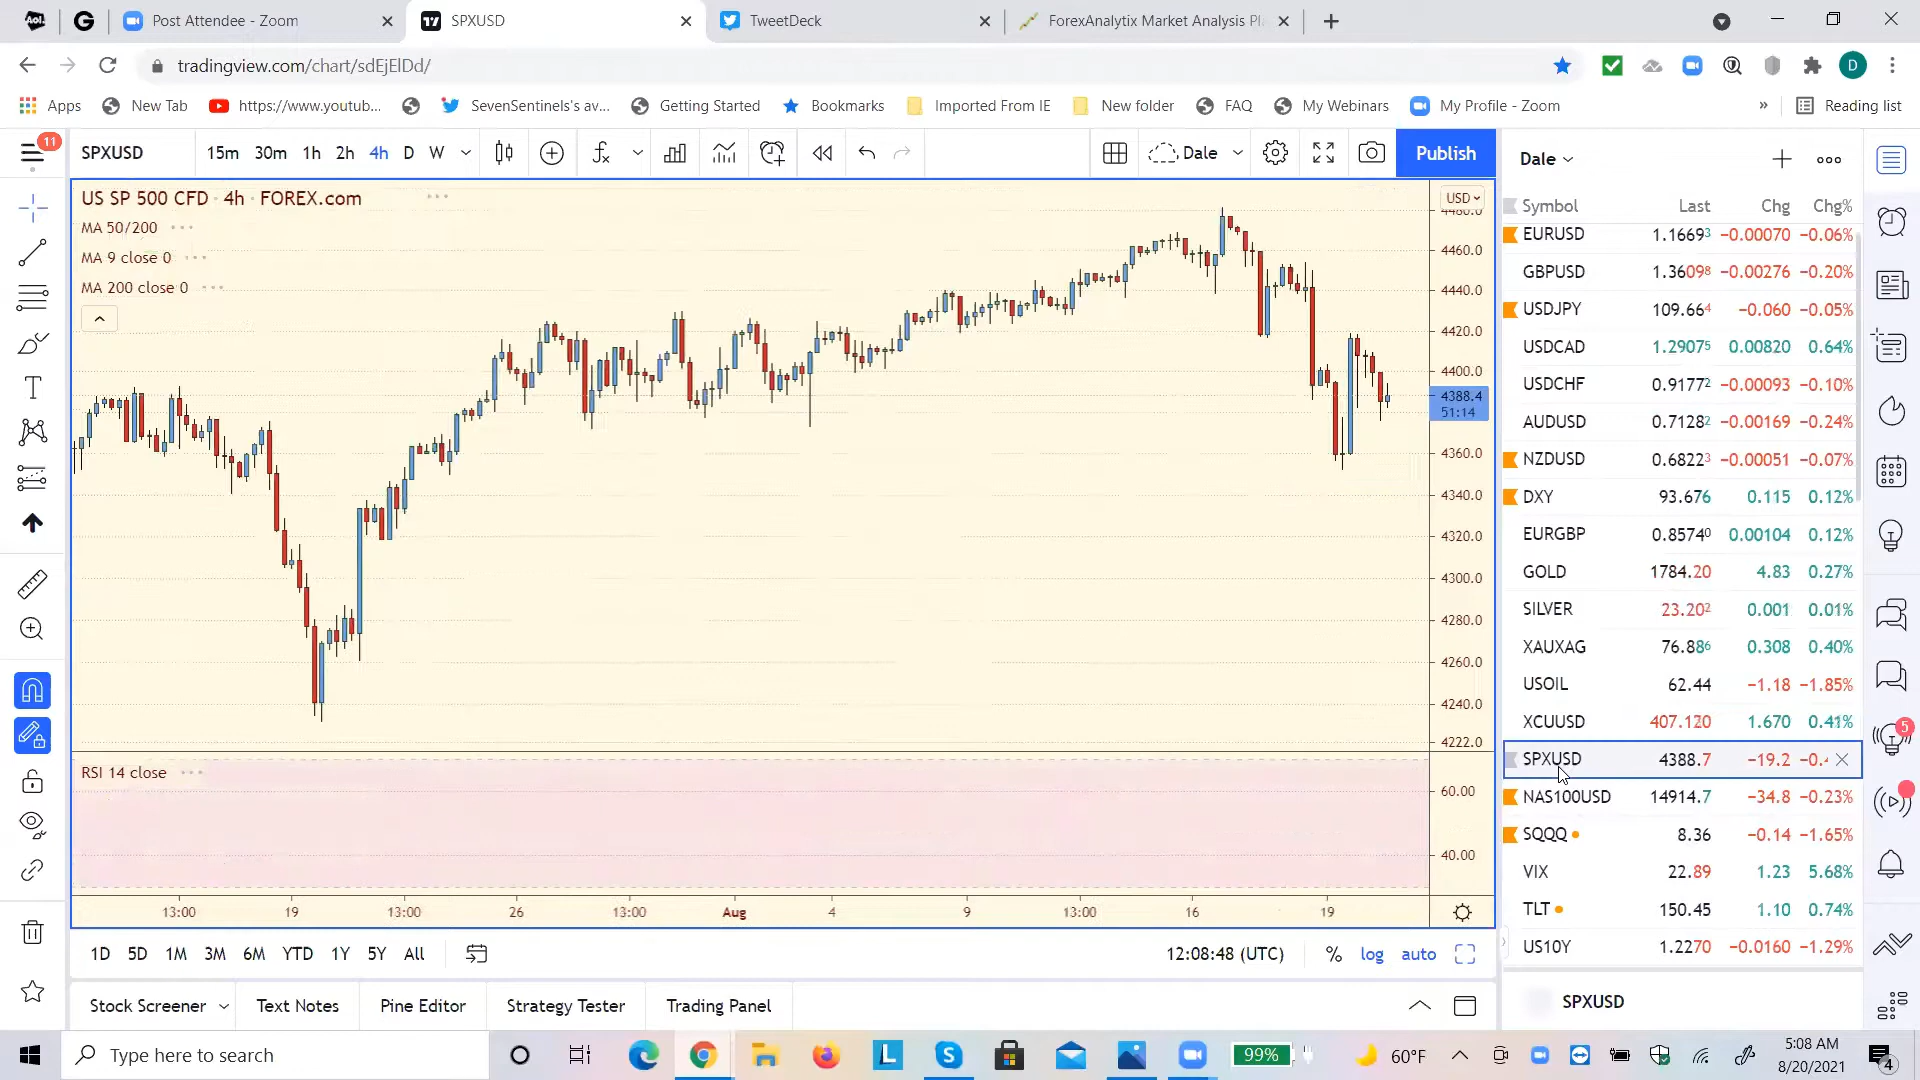 Aol. G Post Attendee - Zoom SPXUSD TweetDeck ForexAnalytix Market Analysis Pl
tradingview.com/chart/sdEjElDd/ D
Apps New Tab https://www.youtub... SevenSentinels's av... Getting Started Bookmarks Imported From IE New folder FAQ My Webinars My Profile - Zoom » Reading list
11 SPXUSD 15m 30m 1h 2h 4h D W Dale Publish
US SP 500 CFD · 4h · FOREX.com
MA 50/200
MA 9 close 0
MA 200 close 0
USD
4480.0
4460.0
4440.0
4420.0
4400.0
4388.4
51:14
4360.0
4340.0
4320.0
4300.0
4280.0
4260.0
4240.0
4222.0
RSI 14 close
60.00
40.00
13:00 19 13:00 26 13:00 Aug 4 9 13:00 16 19
1D 5D 1M 3M 6M YTD 1Y 5Y All 12:08:48 (UTC) % log auto
Stock Screener Text Notes Pine Editor Strategy Tester Trading Panel
Dale
Symbol Last Chg Chg%
EURUSD 1.16693 −0.00070 −0.06%
GBPUSD 1.36098 −0.00276 −0.20%
USDJPY 109.664 −0.060 −0.05%
USDCAD 1.29075 0.00820 0.64%
USDCHF 0.91772 −0.00093 −0.10%
AUDUSD 0.71282 −0.00169 −0.24%
NZDUSD 0.68223 −0.00051 −0.07%
DXY 93.676 0.115 0.12%
EURGBP 0.85740 0.00104 0.12%
GOLD 1784.20 4.83 0.27%
SILVER 23.202 0.001 0.01%
XAUXAG 76.886 0.308 0.40%
USOIL 62.44 −1.18 −1.85%
XCUUSD 407.120 1.670 0.41%
SPXUSD 4388.7 −19.2
NAS100USD 14914.7 −34.8 −0.23%
SQQQ 8.36 −0.14 −1.65%
VIX 22.89 1.23 5.68%
TLT 150.45 1.10 0.74%
US10Y 1.2270 −0.0160 −1.29%
SPXUSD
5
Type here to search L S 99% 60°F 5:08 AM
8/20/2021
4